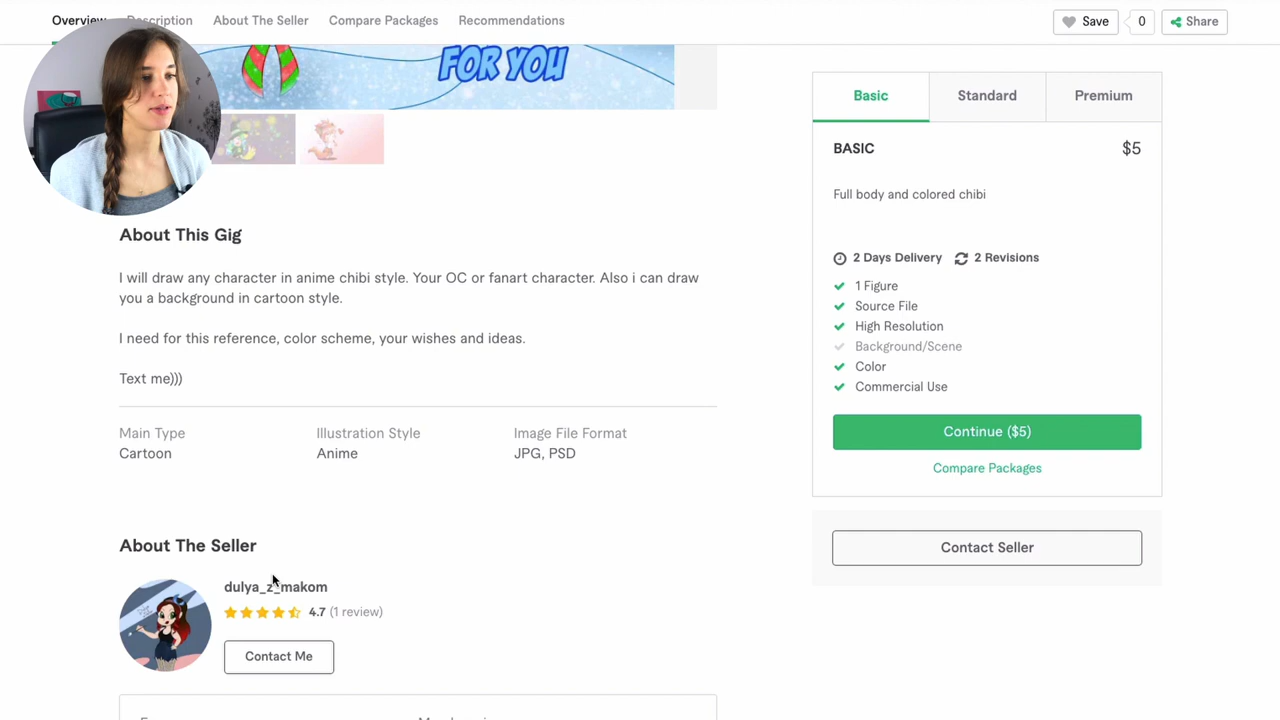 Overview
Description
About The Seller
Compare Packages
Recommendations
Save
0
Share
FOR YOU
Basic
Standard
Premium
BASIC
$5
Full body and colored chibi
2 Days Delivery
2 Revisions
1 Figure
Source File
High Resolution
Background/Scene
Color
Commercial Use
Continue ($5)
Compare Packages
Contact Seller
About This Gig
I will draw any character in anime chibi style. Your OC or fanart character. Also i can draw
you a background in cartoon style.
I need for this reference, color scheme, your wishes and ideas.
Text me)))
Main Type
Illustration Style
Image File Format
Cartoon
Anime
JPG, PSD
About The Seller
dulya_z_makom
4.7 (1 review)
Contact Me